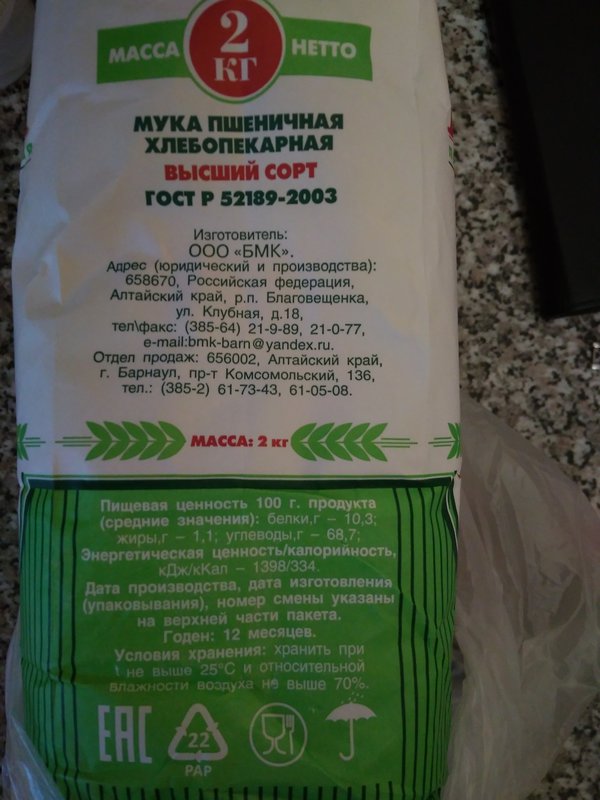 МАССА 2 КГ НЕТТО
МУКА ПШЕНИЧНАЯ
ХЛЕБОПЕКАРНАЯ
ВЫСШИЙ СОРТ
ГОСТ Р 52189-2003
Изготовитель:
ООО «БМК».
Адрес (юридический и производства):
658670, Российская федерация,
Алтайский край, р.п. Благовещенка,
ул. Клубная, д.18,
тел\факс: (385-64) 21-9-89, 21-0-77,
e-mail:bmk-barn@yandex.ru.
Отдел продаж: 656002, Алтайский край,
г. Барнаул, пр-т Комсомольский, 136,
тел.: (385-2) 61-73-43, 61-05-08.
МАССА: 2 кг
Пищевая ценность 100 г. продукта
(средние значения): белки,г – 10,3;
жиры,г – 1,1; углеводы,г – 68,7;
Энергетическая ценность/калорийность,
кДж/кКал – 1398/334.
Дата производства, дата изготовления
(упаковывания), номер смены указаны
на верхней части пакета.
Годен: 12 месяцев.
Условия хранения: хранить при
t не выше 25°С и относительной
влажности воздуха не выше 70%.
ЕАС 22
PAP